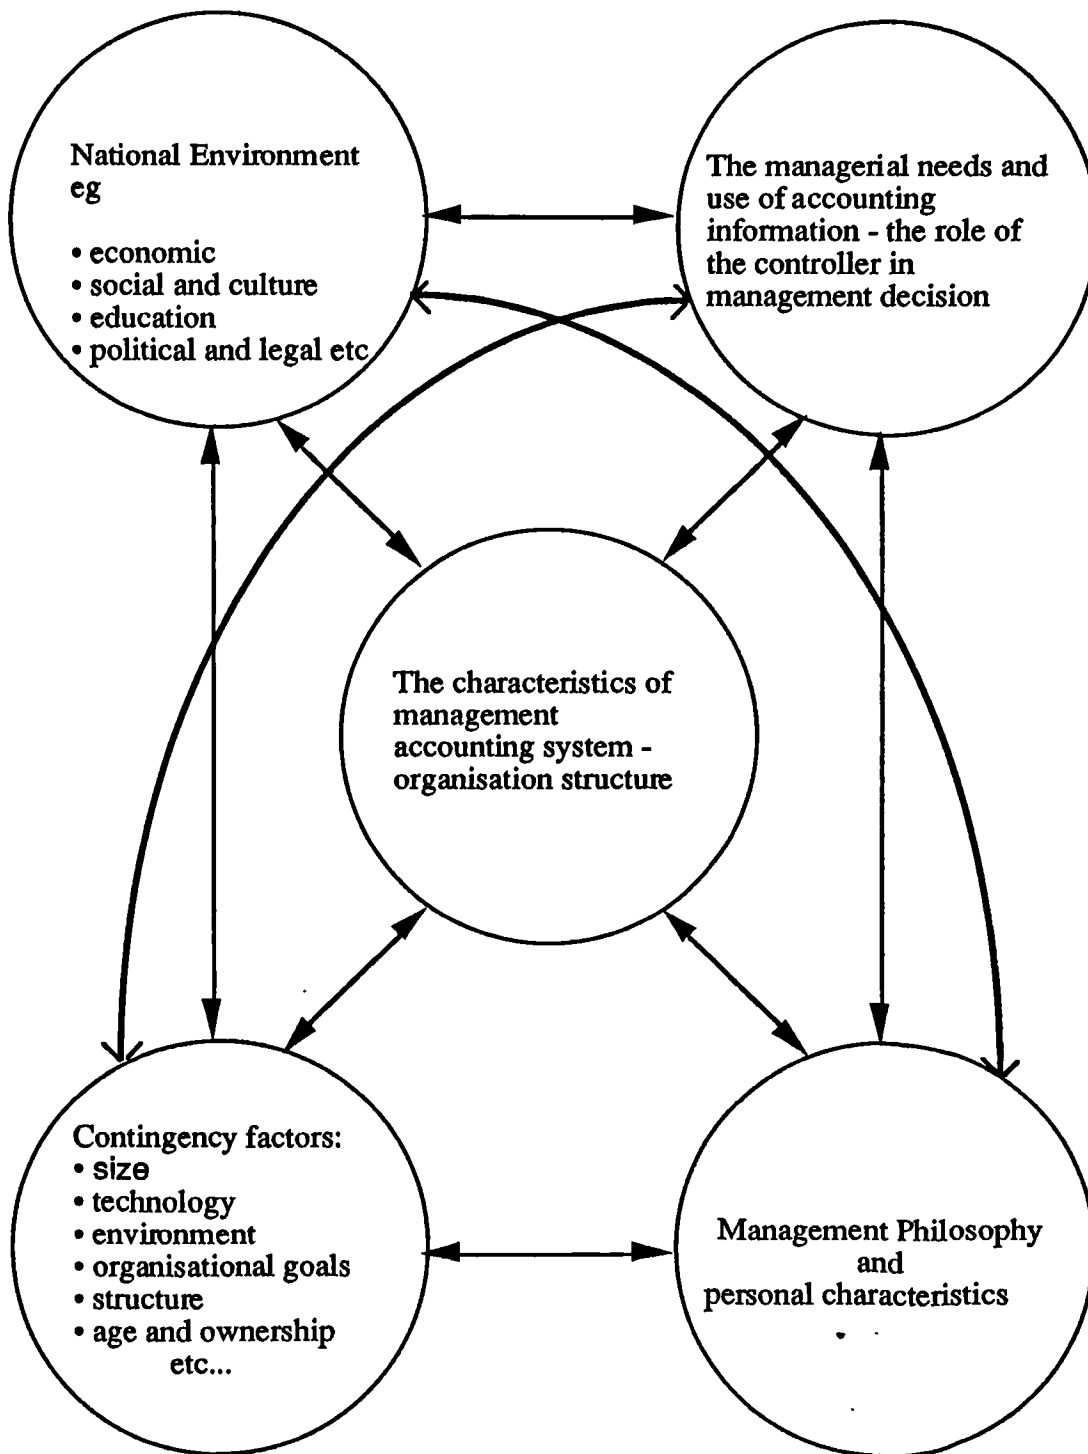 National Environment
eg
• economic
• social and culture
• education
• political and legal etc
The managerial needs and
use of accounting
information - the role of
the controller in
management decision
The characteristics of
management
accounting system -
organisation structure
Contingency factors:
• size
• technology
• environment
• organisational goals
• structure
• age and ownership
etc...
Management Philosophy
and
personal characteristics